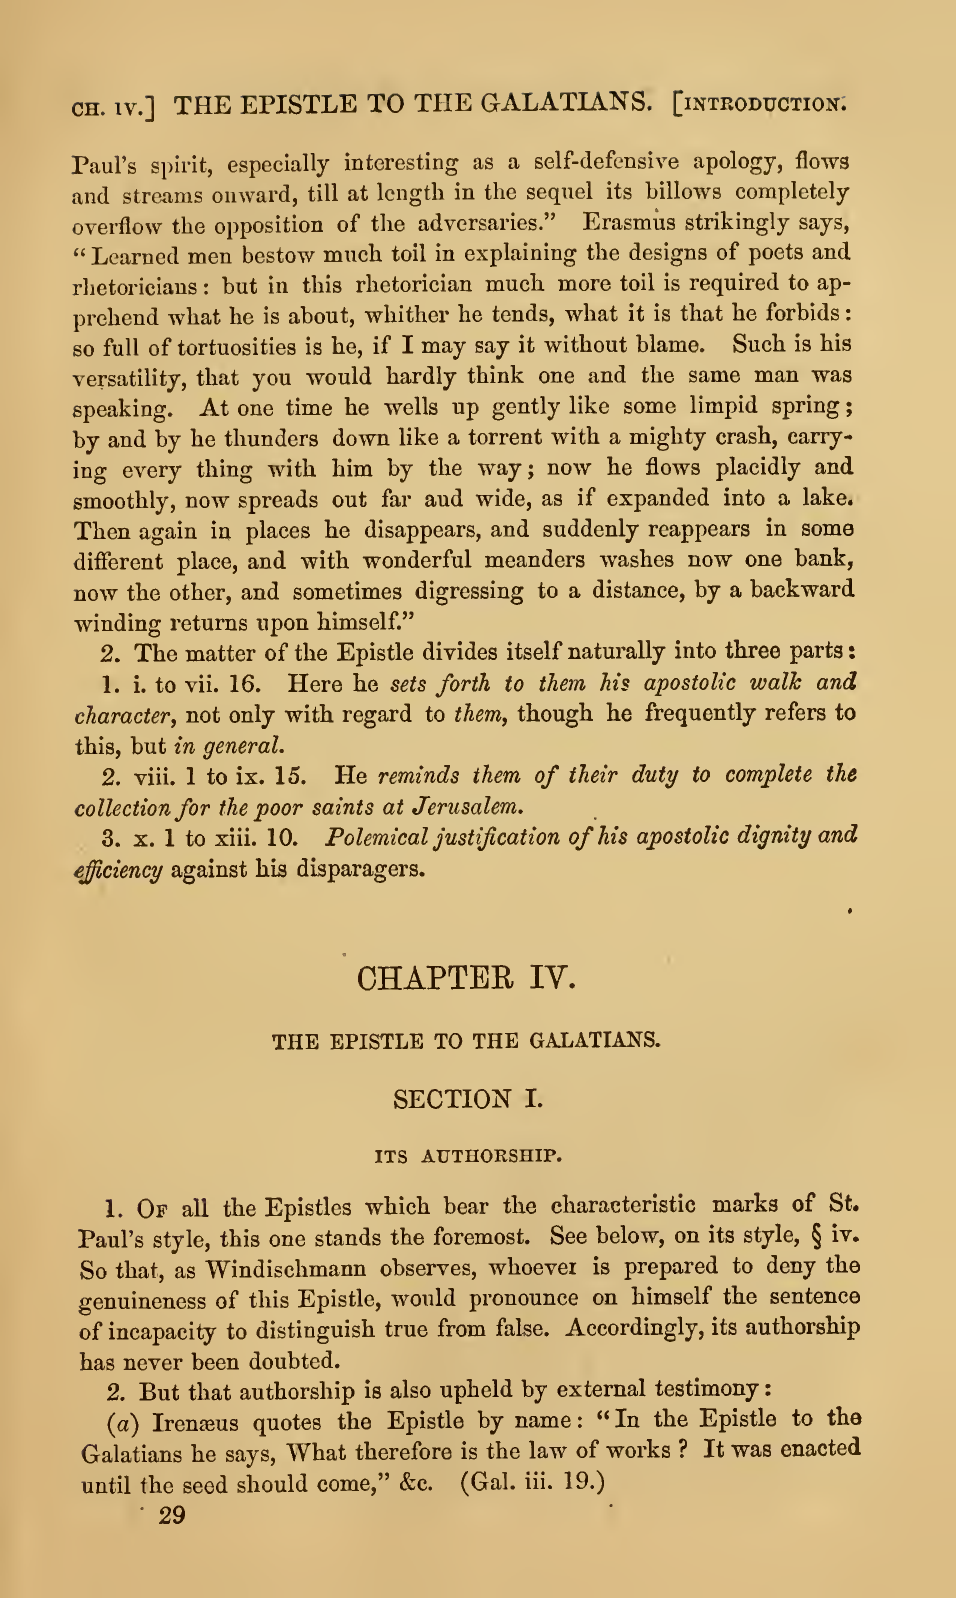 CH. IV.] THE EPISTLE TO THE GALATIANS. [INTRODUCTION.
Paul's spirit, especially interesting as a self-defensive apology, flows
and streams onward, till at length in the sequel its billows completely
overflow the opposition of the adversaries.” Erasmus strikingly says,
“Learned men bestow much toil in explaining the designs of poets and
rhetoricians: but in this rhetorician much more toil is required to ap-
prehend what he is about, whither he tends, what it is that he forbids:
so full of tortuosities is he, if I may say it without blame. Such is his
versatility, that you would hardly think one and the same man was
speaking. At one time he wells up gently like some limpid spring;
by and by he thunders down like a torrent with a mighty crash, carry-
ing every thing with him by the way; now he flows placidly and
smoothly, now spreads out far and wide, as if expanded into a lake.
Then again in places he disappears, and suddenly reappears in some
different place, and with wonderful meanders washes now one bank,
now the other, and sometimes digressing to a distance, by a backward
winding returns upon himself.”
2. The matter of the Epistle divides itself naturally into three parts:
1. i. to vii. 16. Here he sets forth to them his apostolic walk and
character, not only with regard to them, though he frequently refers to
this, but in general.
2. viii. 1 to ix. 15. He reminds them of their duty to complete the
collection for the poor saints at Jerusalem.
3. x. 1 to xiii. 10. Polemical justification of his apostolic dignity and
efficiency against his disparagers.
CHAPTER IV.
THE EPISTLE TO THE GALATIANS.
SECTION I.
ITS AUTHORSHIP.
1. OF all the Epistles which bear the characteristic marks of St.
Paul's style, this one stands the foremost. See below, on its style, § iv.
So that, as Windischmann observes, whoever is prepared to deny the
genuineness of this Epistle, would pronounce on himself the sentence
of incapacity to distinguish true from false. Accordingly, its authorship
has never been doubted.
2. But that authorship is also upheld by external testimony:
(a) Irenæus quotes the Epistle by name: “In the Epistle to the
Galatians he says, What therefore is the law of works? It was enacted
until the seed should come,” &c. (Gal. iii. 19.)
29